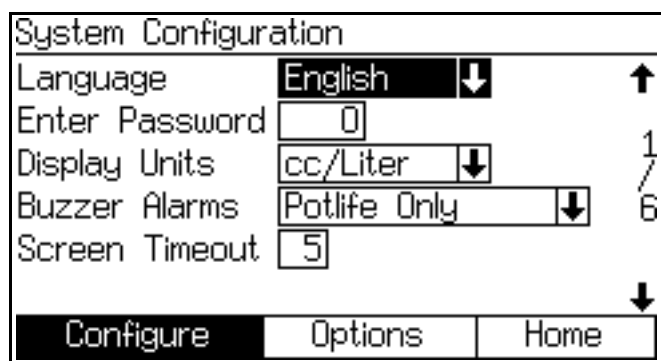 System Configuration
Language English
Enter Password 0
Display Units cc/Liter
Buzzer Alarms Potlife Only
Screen Timeout 5
1/6
Configure Options Home